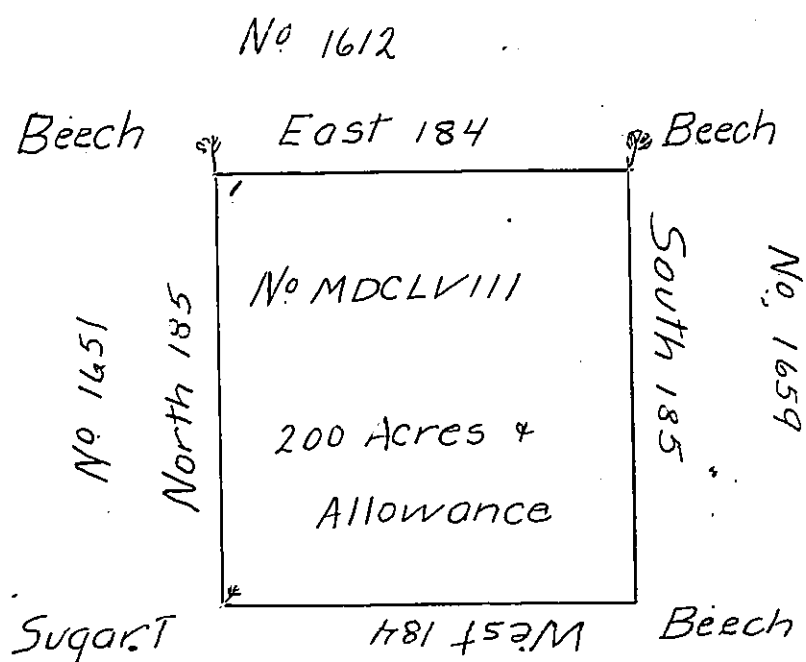 Nº 1612
Beech
East 184
Beech
Nº 1651
North 185
Nº MDCLVIII
200 Acres &
Allowance
South 185
No, 1659
Sugar.T
West 184
Beech